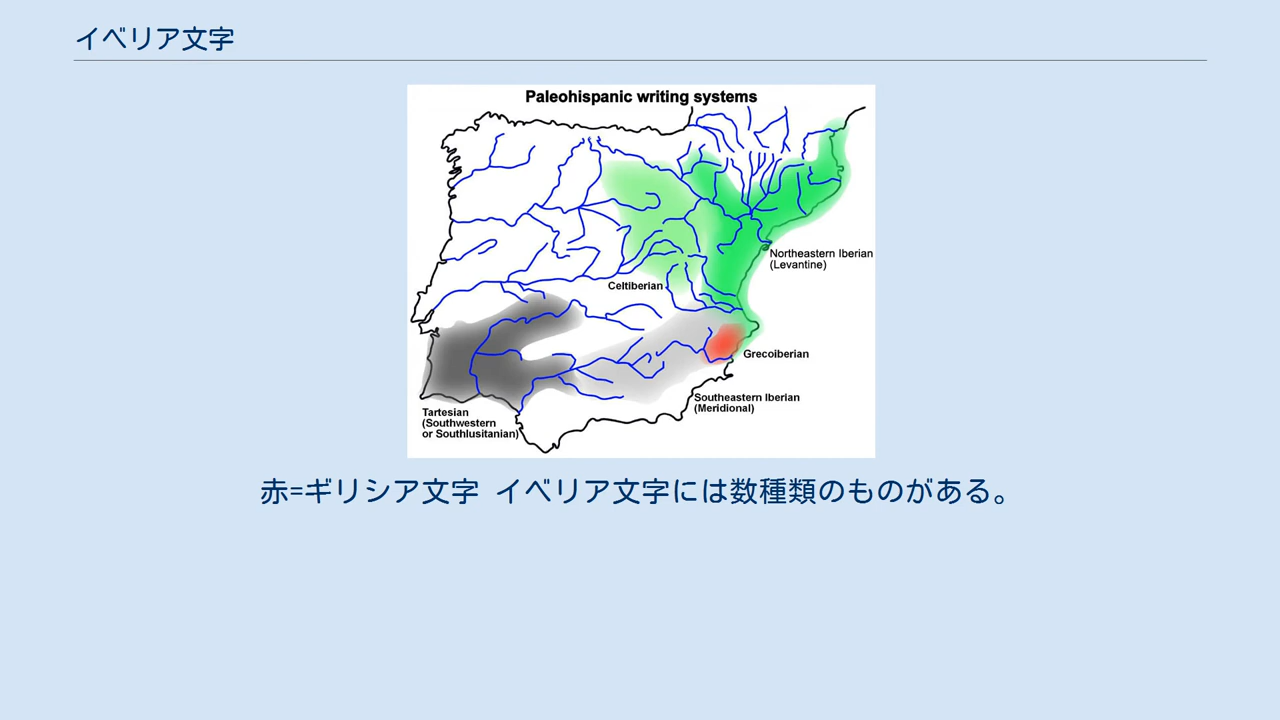 イベリア文字
Paleohispanic writing systems
Northeastern Iberian
(Levantine)
Celtiberian
Grecoiberian
Southeastern Iberian
(Meridional)
Tartesian
(Southwestern
or Southlusitanian)
赤=ギリシア文字 イベリア文字には数種類のものがある。